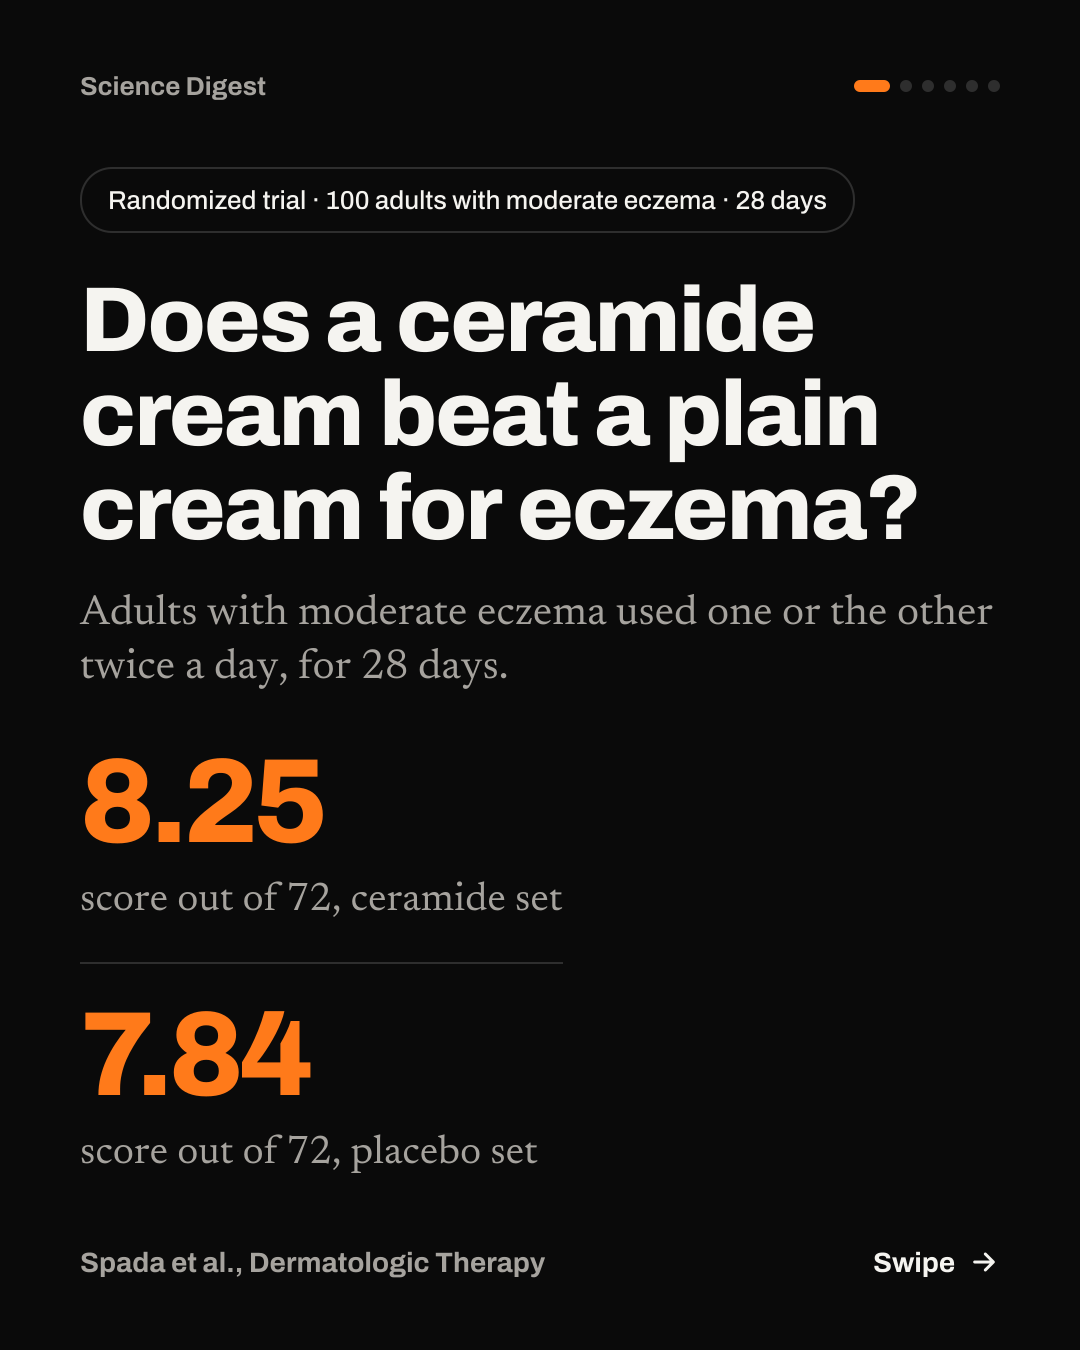 Science Digest
Randomized trial · 100 adults with moderate eczema · 28 days
Does a ceramide
cream beat a plain
cream for eczema?
Adults with moderate eczema used one or the other
twice a day, for 28 days.
8.25
score out of 72, ceramide set
7.84
score out of 72, placebo set
Spada et al., Dermatologic Therapy
Swipe →